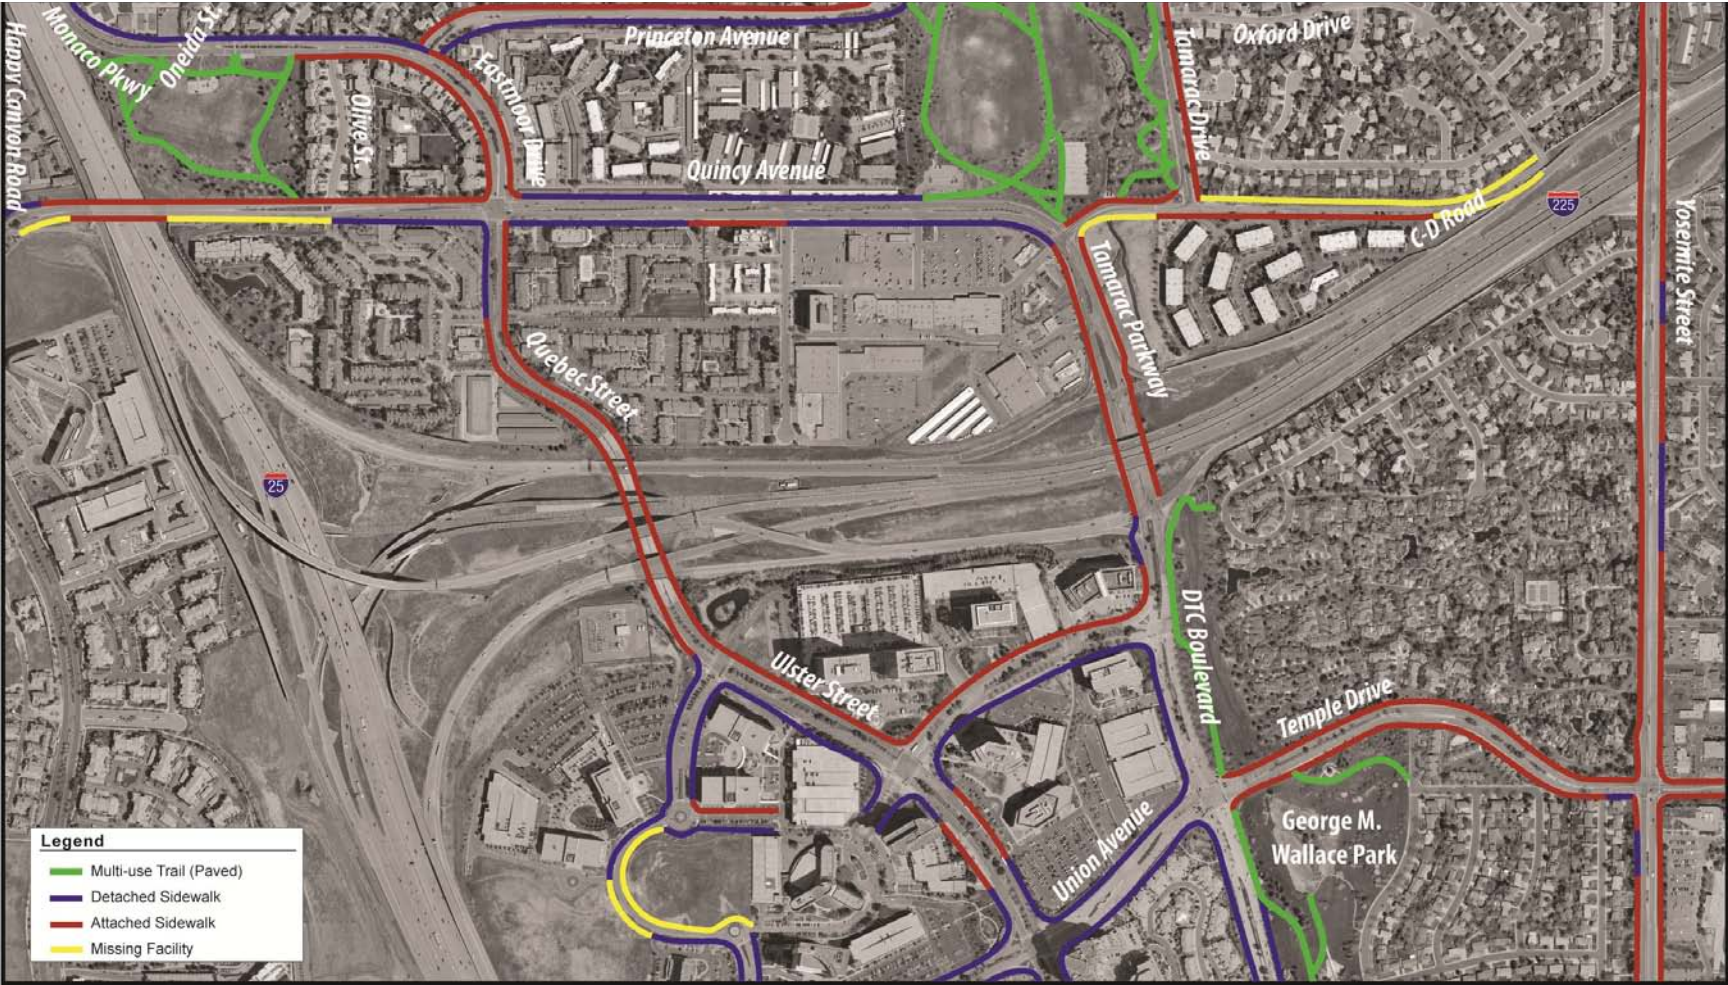 Happy Canyon Road
Monaco Pkwy
Oneida St.
Olive St.
Eastmoor Drive
Princeton Avenue
Quincy Avenue
Tamarac Drive
Oxford Drive
C-D Road
225
Yosemite Street
Tamarac Parkway
Quebec Street
25
DTC Boulevard
Ulster Street
Temple Drive
Union Avenue
George M.
Wallace Park
Legend
Multi-use Trail (Paved)
Detached Sidewalk
Attached Sidewalk
Missing Facility